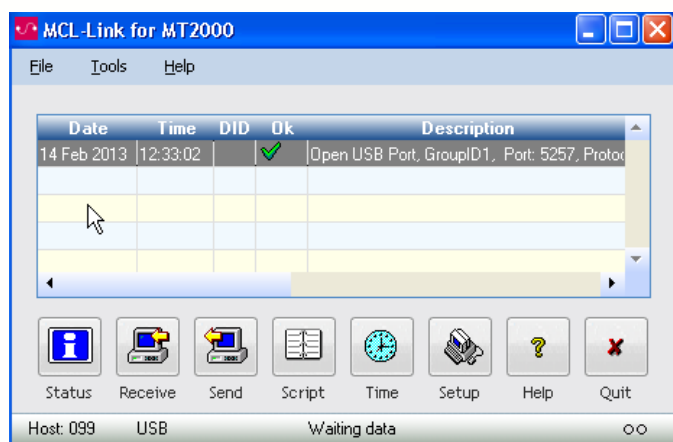 MCL-Link for MT2000
File Tools Help
Date Time DID Ok Description
14 Feb 2013 12:33:02 Open USB Port, GroupID1, Port: 5257, Protoc
Status Receive Send Script Time Setup Help Quit
Host: 099 USB Waiting data